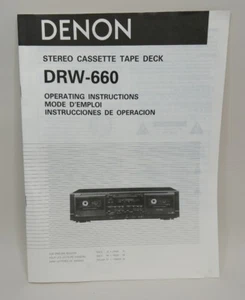 DENON
STEREO CASSETTE TAPE DECK
DRW-660
OPERATING INSTRUCTIONS
MODE D'EMPLOI
INSTRUCCIONES DE OPERACION